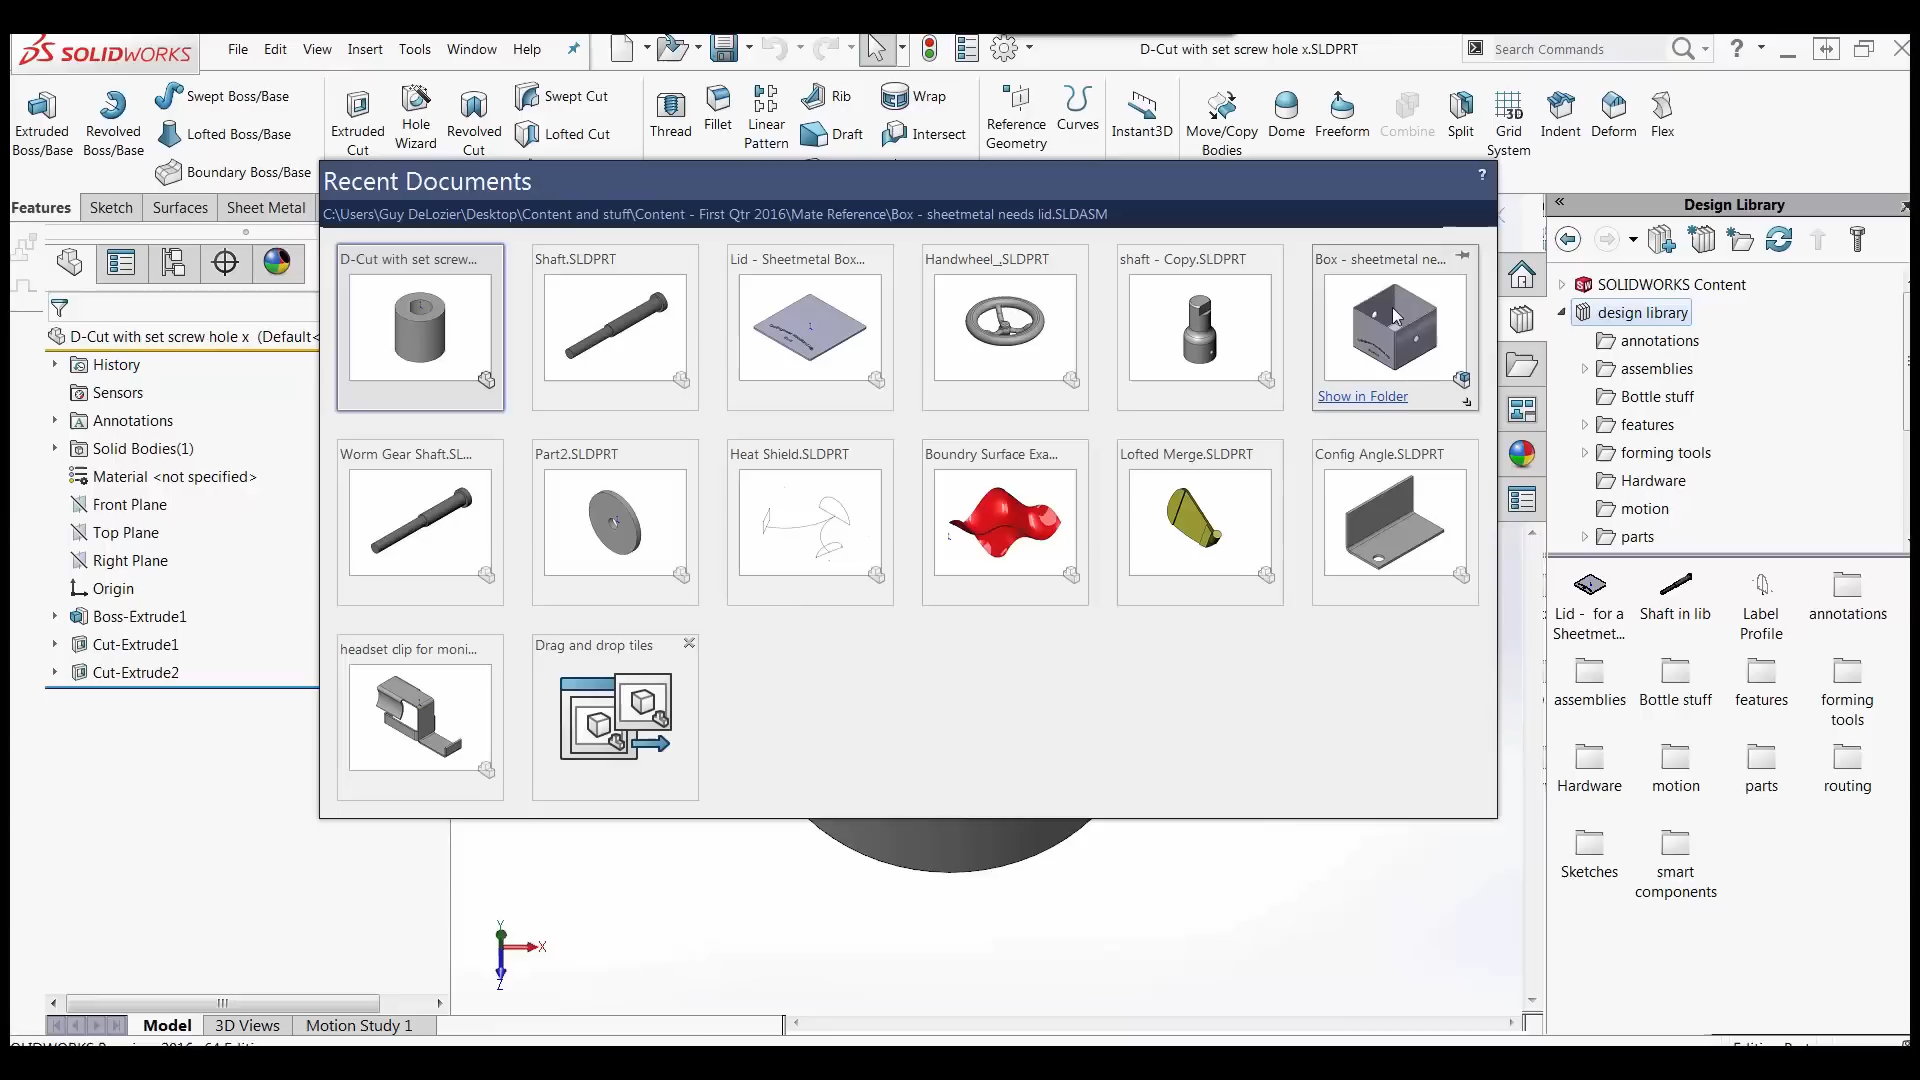 SOLIDWORKS
File Edit View Insert Tools Window Help
D-Cut with set screw hole x.SLDPRT
Search Commands
?
Extruded Boss/Base
Revolved Boss/Base
Swept Boss/Base
Lofted Boss/Base
Boundary Boss/Base
Extruded Cut
Hole Wizard
Revolved Cut
Swept Cut
Lofted Cut
Thread
Fillet
Linear Pattern
Rib
Draft
Wrap
Intersect
Reference Geometry
Curves
Instant3D
Move/Copy Bodies
Dome
Freeform
Combine
Split
Grid System
Indent
Deform
Flex
Features Sketch Surfaces Sheet Metal
Recent Documents
?
C:\Users\Guy DeLozier\Desktop\Content and stuff\Content - First Qtr 2016\Mate Reference\Box - sheetmetal needs lid.SLDASM
D-Cut with set screw...
Shaft.SLDPRT
Lid - Sheetmetal Box...
Handwheel_.SLDPRT
shaft - Copy.SLDPRT
Box - sheetmetal ne...
Show in Folder
Worm Gear Shaft.SL...
Part2.SLDPRT
Heat Shield.SLDPRT
Boundry Surface Exa...
Lofted Merge.SLDPRT
Config Angle.SLDPRT
headset clip for moni...
Drag and drop tiles
D-Cut with set screw hole x (Default<
History
Sensors
Annotations
Solid Bodies(1)
Material <not specified>
Front Plane
Top Plane
Right Plane
Origin
Boss-Extrude1
Cut-Extrude1
Cut-Extrude2
Y
X
Z
Model 3D Views Motion Study 1
Design Library
SOLIDWORKS Content
design library
annotations
assemblies
Bottle stuff
features
forming tools
Hardware
motion
parts
Lid - for a Sheetmet...
Shaft in lib
Label Profile
annotations
assemblies
Bottle stuff
features
forming tools
Hardware
motion
parts
routing
Sketches
smart components